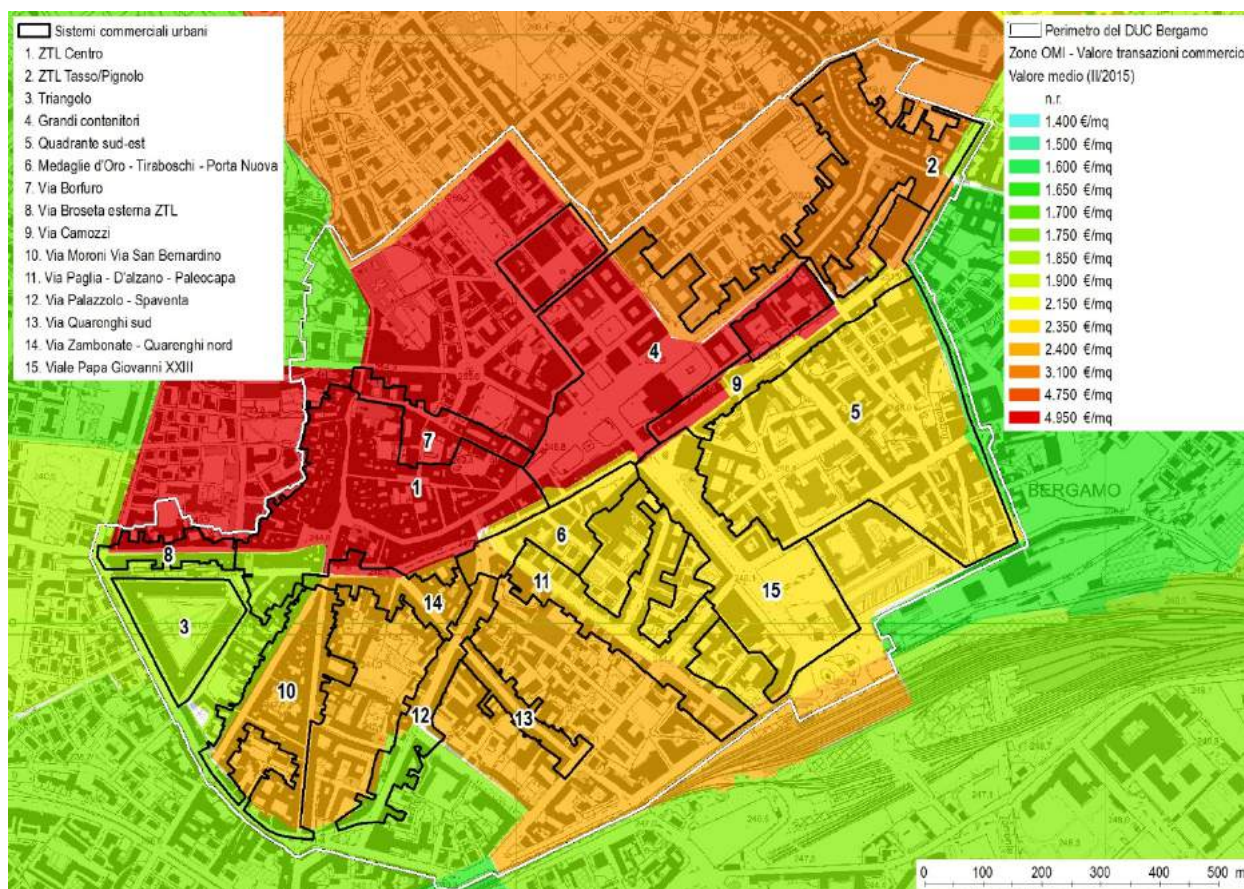 Sistemi commerciali urbani
1. ZTL Centro
2. ZTL Tasso/Pignolo
3. Triangolo
4. Grandi contenitori
5. Quadrante sud-est
6. Medaglie d'Oro - Tiraboschi - Porta Nuova
7. Via Borfuro
8. Via Broseta esterna ZTL
9. Via Camozzi
10. Via Moroni Via San Bernardino
11. Via Paglia - D'alzano - Paleocapa
12. Via Palazzolo - Spaventa
13. Via Quarenghi sud
14. Via Zambonate - Quarenghi nord
15. Viale Papa Giovanni XXIII
Perimetro del DUC Bergamo
Zone OMI - Valore transazioni commercio
Valore medio (II/2015)
n.r.
1.400 €/mq
1.500 €/mq
1.600 €/mq
1.650 €/mq
1.700 €/mq
1.750 €/mq
1.850 €/mq
1.900 €/mq
2.150 €/mq
2.350 €/mq
2.400 €/mq
3.100 €/mq
4.750 €/mq
4.950 €/mq
2
4
9
5
7
1
BERGAMO
6
8
11
15
14
3
10
12
13
0 100 200 300 400 500 m